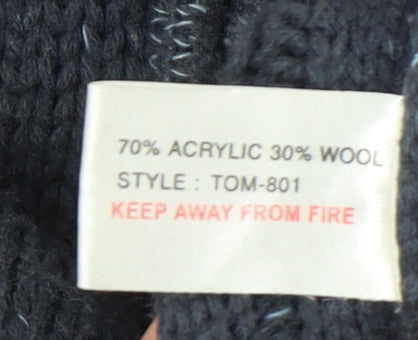 70% ACRYLIC 30% WOOL
STYLE : TOM-801
KEEP AWAY FROM FIRE